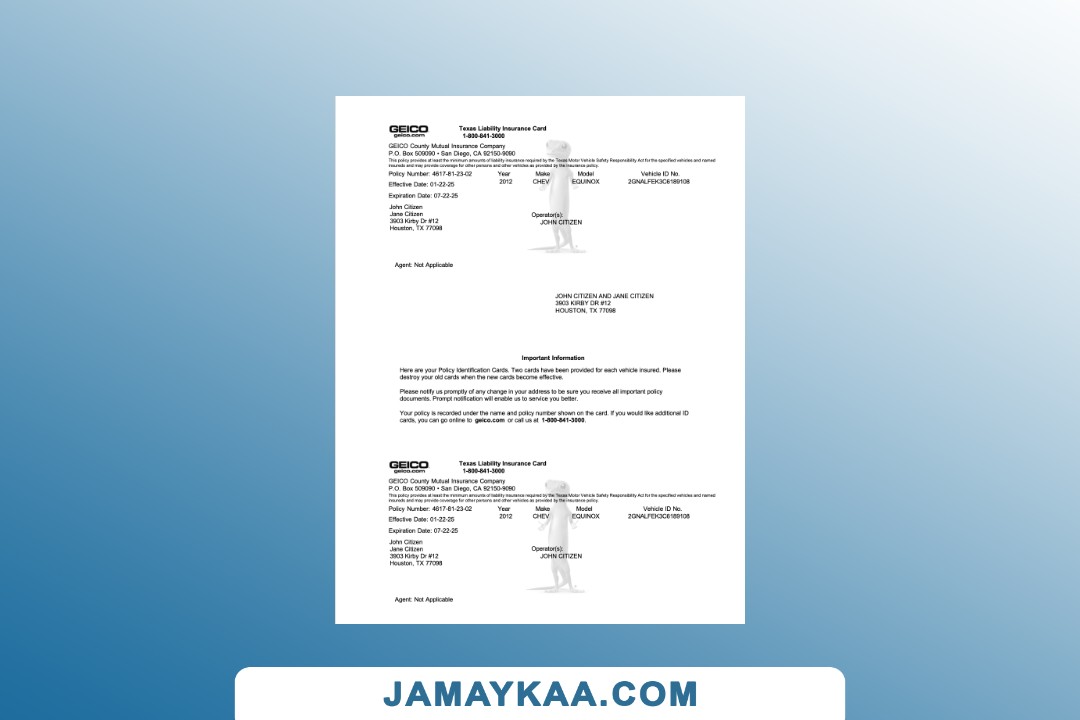 GEICO
geico.com
Texas Liability Insurance Card
1-800-841-3000
GEICO County Mutual Insurance Company
P.O. Box 509090 • San Diego, CA 92150-9090
This policy provides at least the minimum amounts of liability insurance required by the Texas Motor Vehicle Safety Responsibility Act for the specified vehicles and named
insureds and may provide coverage for other persons and other vehicles as provided by the insurance policy.
Policy Number: 4617-81-23-02 Year Make Model Vehicle ID No.
2012 CHEV EQUINOX 2GNALFEK3C6189108
Effective Date: 01-22-25
Expiration Date: 07-22-25
John Citizen
Jane Citizen
3903 Kirby Dr #12
Houston, TX 77098
Operator(s):
JOHN CITIZEN
Agent: Not Applicable
JOHN CITIZEN AND JANE CITIZEN
3903 KIRBY DR #12
HOUSTON, TX 77098
Important Information
Here are your Policy Identification Cards. Two cards have been provided for each vehicle insured. Please
destroy your old cards when the new cards become effective.
Please notify us promptly of any change in your address to be sure you receive all important policy
documents. Prompt notification will enable us to service you better.
Your policy is recorded under the name and policy number shown on the card. If you would like additional ID
cards, you can go online to geico.com or call us at 1-800-841-3000.
GEICO
geico.com
Texas Liability Insurance Card
1-800-841-3000
GEICO County Mutual Insurance Company
P.O. Box 509090 • San Diego, CA 92150-9090
This policy provides at least the minimum amounts of liability insurance required by the Texas Motor Vehicle Safety Responsibility Act for the specified vehicles and named
insureds and may provide coverage for other persons and other vehicles as provided by the insurance policy.
Policy Number: 4617-81-23-02 Year Make Model Vehicle ID No.
2012 CHEV EQUINOX 2GNALFEK3C6189108
Effective Date: 01-22-25
Expiration Date: 07-22-25
John Citizen
Jane Citizen
3903 Kirby Dr #12
Houston, TX 77098
Operator(s):
JOHN CITIZEN
Agent: Not Applicable
JAMAYKAA.COM